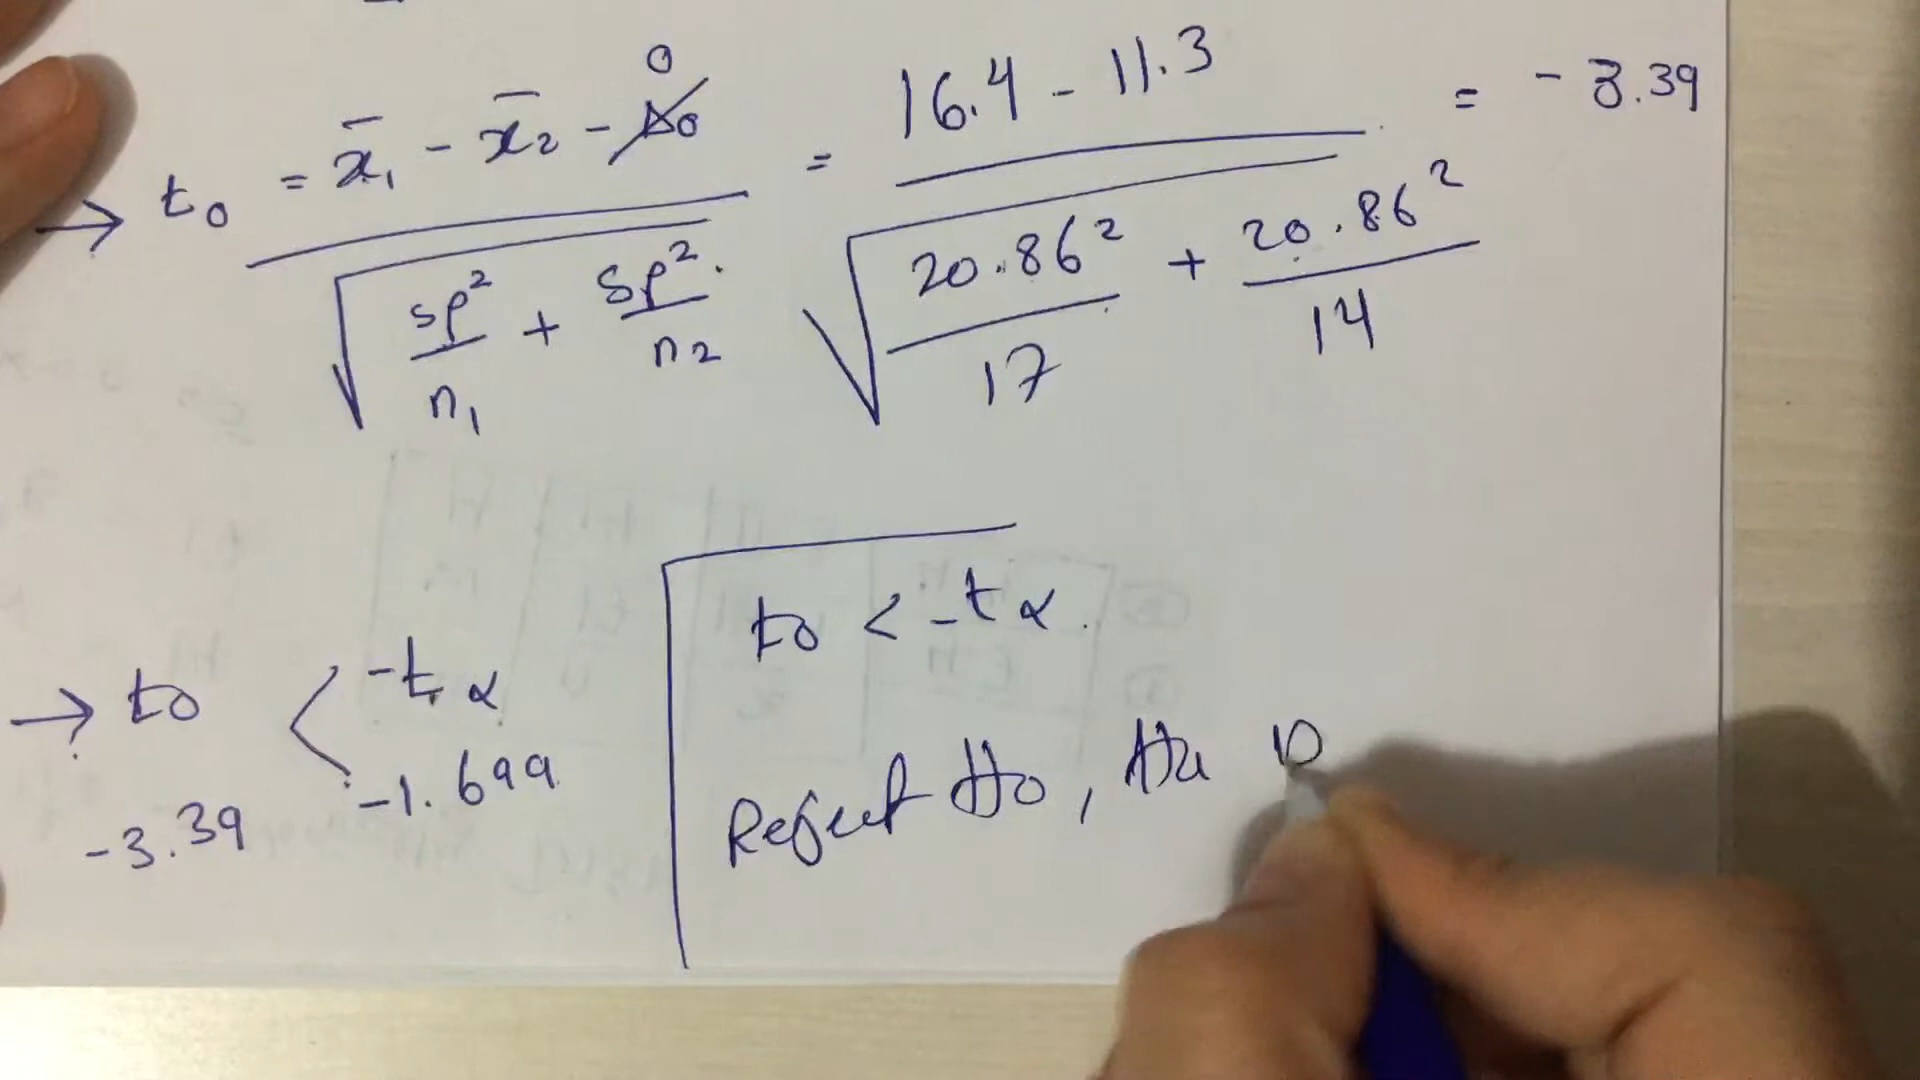 → t₀ = (x̄₁ - x̄₂ - Δ₀ 0) / √(sp²/n₁ + sp²/n₂) = (16.4 - 11.3) / √(20.86²/17 + 20.86²/14) = -3.39
t₀ < -tα.
→ t₀ < -tα
-3.39 -1.699
Reject H₀,